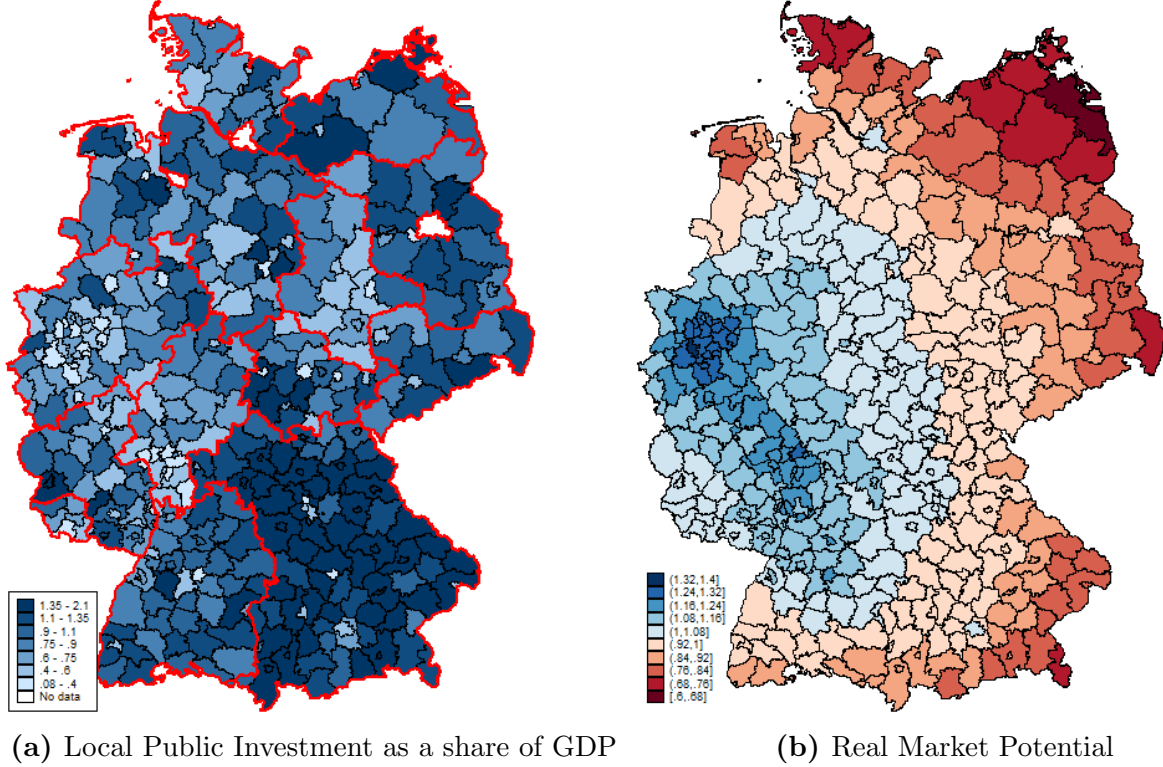 1.35 - 2.1
1.1 - 1.35
.9 - 1.1
.75 - .9
.6 - .75
.4 - .6
.08 - .4
No data
(1.32,1.4]
(1.24,1.32]
(1.16,1.24]
(1.08,1.16]
(1,1.08]
(.92,1]
(.84,.92]
(.76,.84]
(.68,.76]
[.6,.68]
(a) Local Public Investment as a share of GDP
(b) Real Market Potential